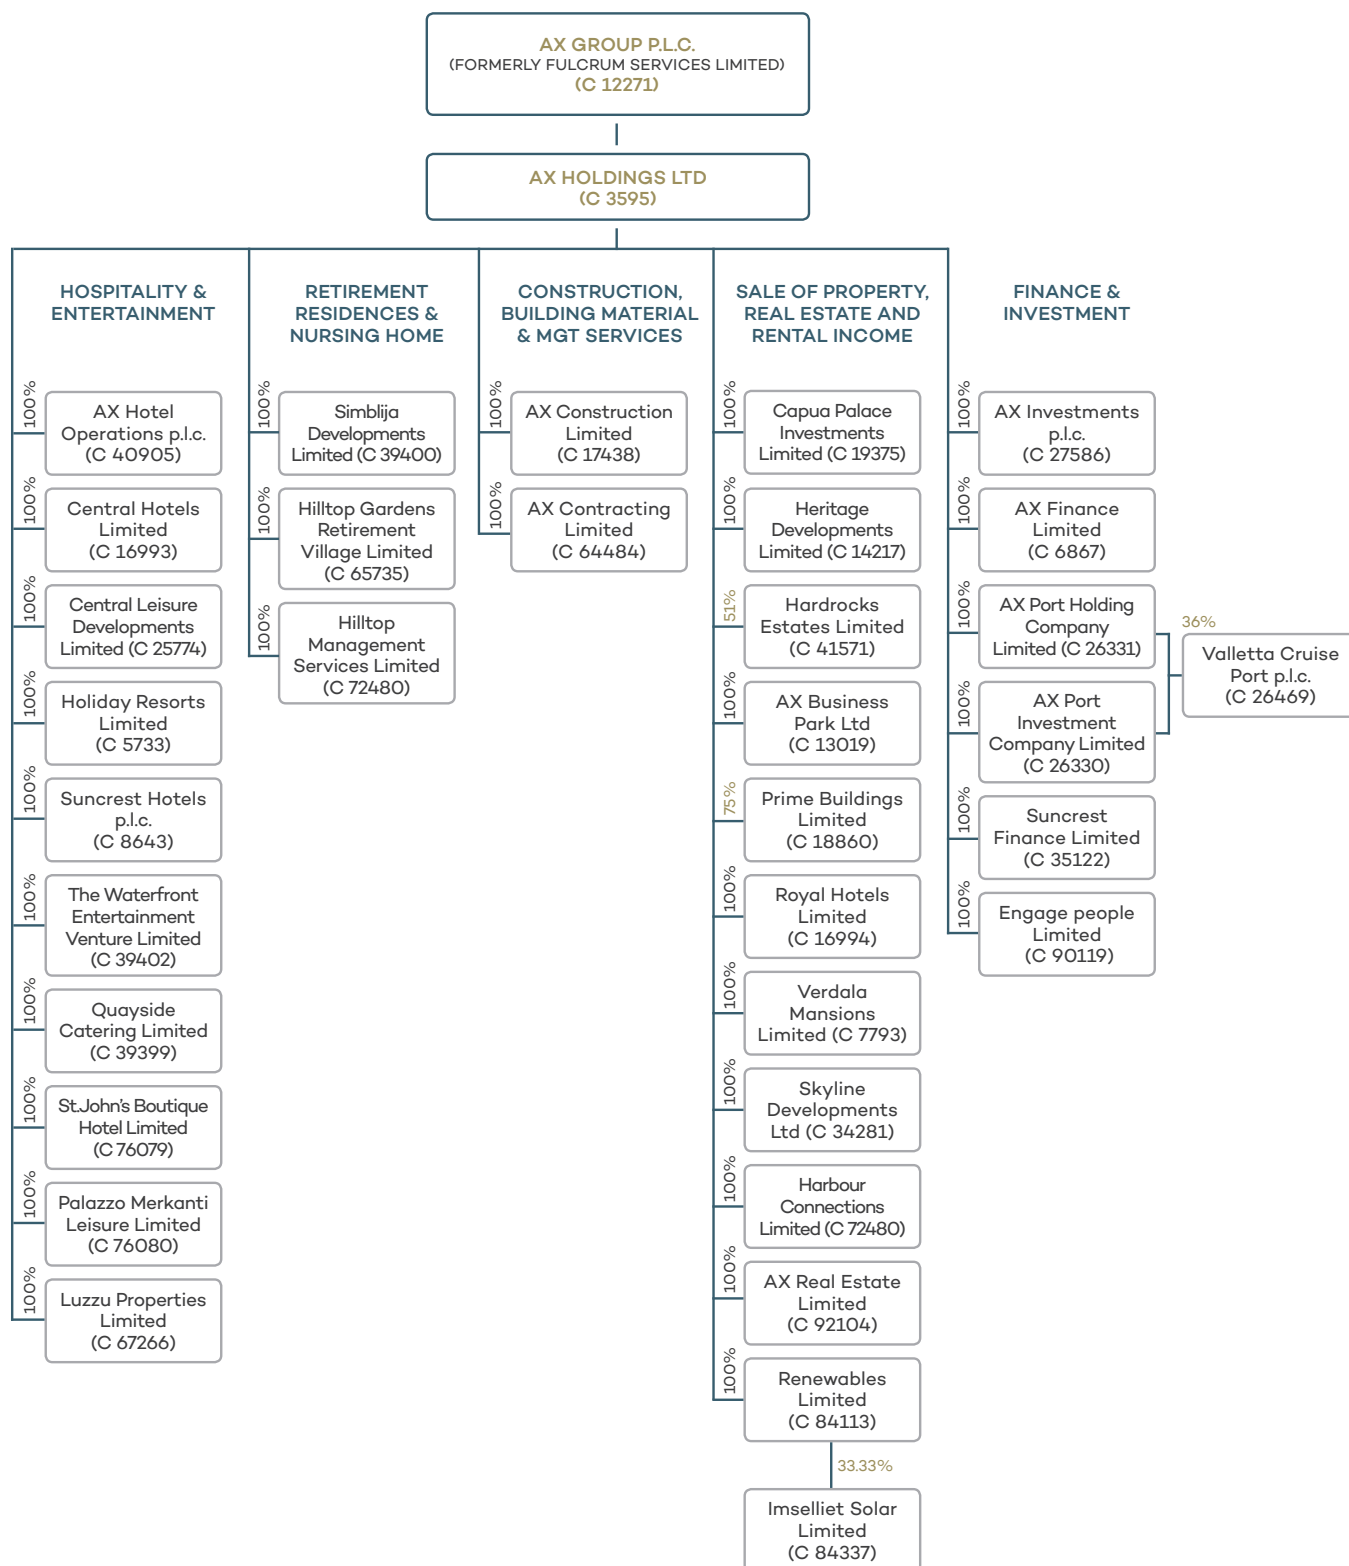 AX GROUP P.L.C.
(FORMERLY FULCRUM SERVICES LIMITED)
(C 12271)
AX HOLDINGS LTD
(C 3595)
HOSPITALITY &
ENTERTAINMENT
100%
AX Hotel
Operations p.l.c.
(C 40905)
100%
Central Hotels
Limited
(C 16993)
100%
Central Leisure
Developments
Limited (C 25774)
100%
Holiday Resorts
Limited
(C 5733)
100%
Suncrest Hotels
p.l.c.
(C 8643)
100%
The Waterfront
Entertainment
Venture Limited
(C 39402)
100%
Quayside
Catering Limited
(C 39399)
100%
St.John's Boutique
Hotel Limited
(C 76079)
100%
Palazzo Merkanti
Leisure Limited
(C 76080)
100%
Luzzu Properties
Limited
(C 67266)
RETIREMENT
RESIDENCES &
NURSING HOME
100%
Simblija
Developments
Limited (C 39400)
100%
Hilltop Gardens
Retirement
Village Limited
(C 65735)
100%
Hilltop
Management
Services Limited
(C 72480)
CONSTRUCTION,
BUILDING MATERIAL
& MGT SERVICES
100%
AX Construction
Limited
(C 17438)
100%
AX Contracting
Limited
(C 64484)
SALE OF PROPERTY,
REAL ESTATE AND
RENTAL INCOME
100%
Capua Palace
Investments
Limited (C 19375)
100%
Heritage
Developments
Limited (C 14217)
51%
Hardrocks
Estates Limited
(C 41571)
100%
AX Business
Park Ltd
(C 13019)
75%
Prime Buildings
Limited
(C 18860)
100%
Royal Hotels
Limited
(C 16994)
100%
Verdala
Mansions
Limited (C 7793)
100%
Skyline
Developments
Ltd (C 34281)
100%
Harbour
Connections
Limited (C 72480)
100%
AX Real Estate
Limited
(C 92104)
100%
Renewables
Limited
(C 84113)
33.33%
Imselliet Solar
Limited
(C 84337)
FINANCE &
INVESTMENT
100%
AX Investments
p.l.c.
(C 27586)
100%
AX Finance
Limited
(C 6867)
100%
AX Port Holding
Company
Limited (C 26331)
100%
AX Port
Investment
Company Limited
(C 26330)
36%
Valletta Cruise
Port p.l.c.
(C 26469)
100%
Suncrest
Finance Limited
(C 35122)
100%
Engage people
Limited
(C 90119)